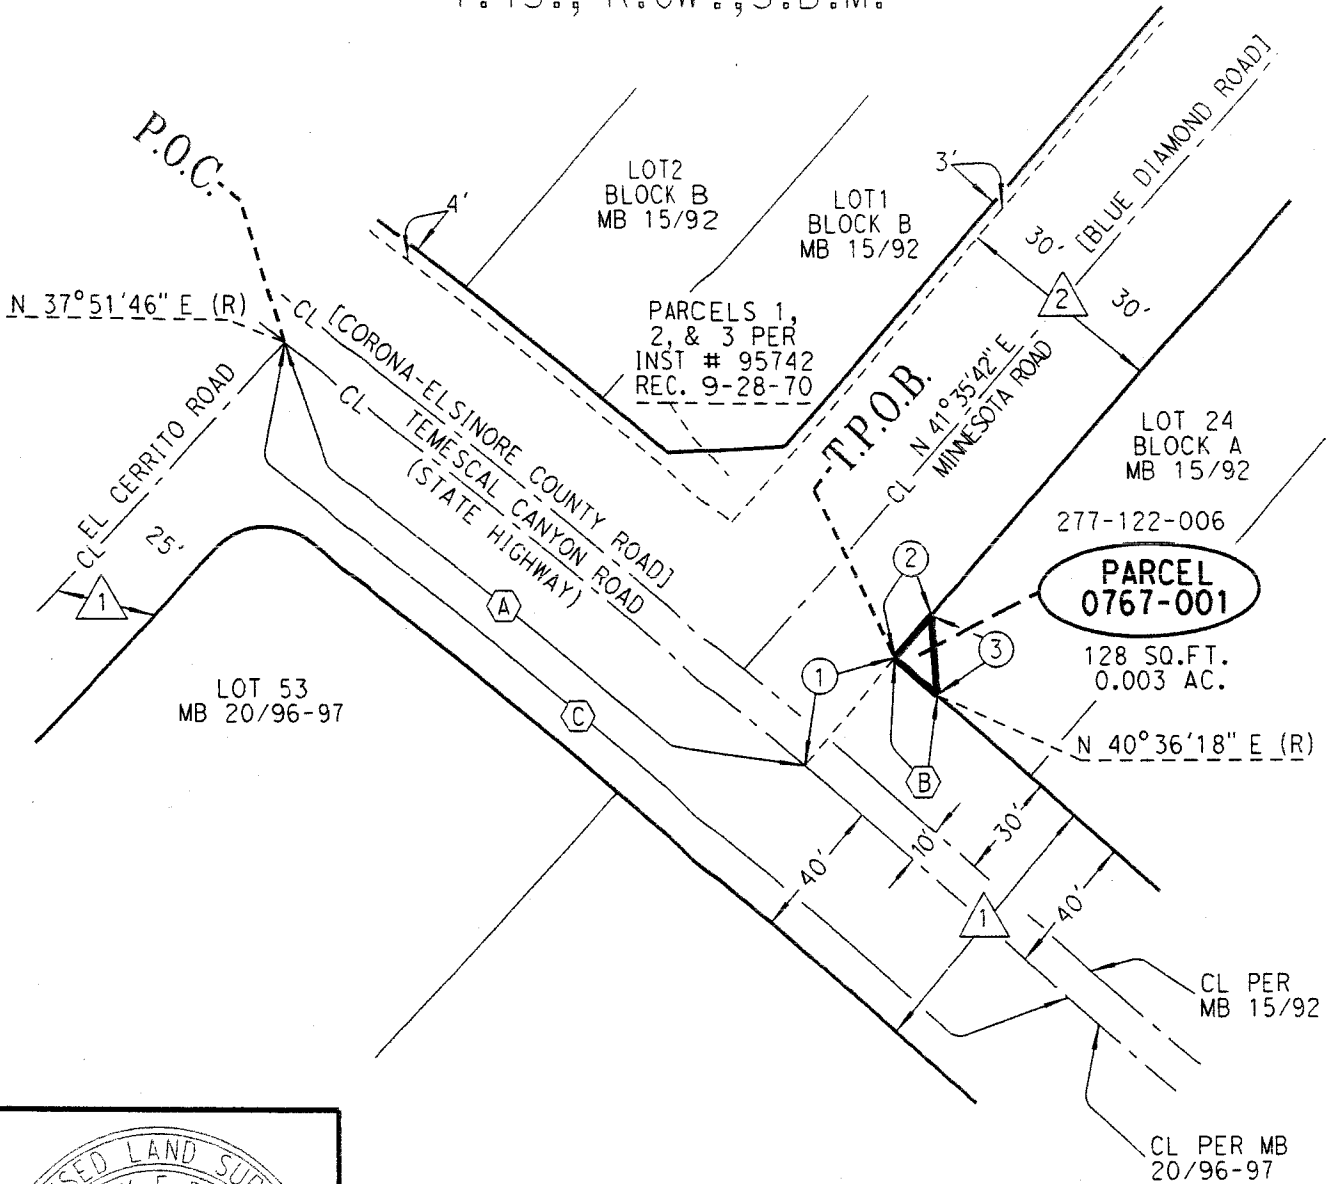 P.O.C.
[BLUE DIAMOND ROAD]
LOT2
BLOCK B
MB 15/92
3'
LOT1
BLOCK B
MB 15/92
4'
30'
2
30'
N 37°51'46" E (R)
CL
[CORONA-ELSINORE COUNTY ROAD]
CL
TEMESCAL CANYON ROAD
(STATE HIGHWAY)
PARCELS 1,
2, & 3 PER
INST # 95742
REC. 9-28-70
T.P.O.B.
N 41°35'42" E
CL MINNESOTA ROAD
LOT 24
BLOCK A
MB 15/92
CL EL CERRITO ROAD
25'
1
277-122-006
PARCEL
0767-001
128 SQ.FT.
0.003 AC.
2
3
1
A
C
B
LOT 53
MB 20/96-97
N 40°36'18" E (R)
40'
10'
30'
1
40'
CL PER
MB 15/92
CL PER MB
20/96-97
LAND